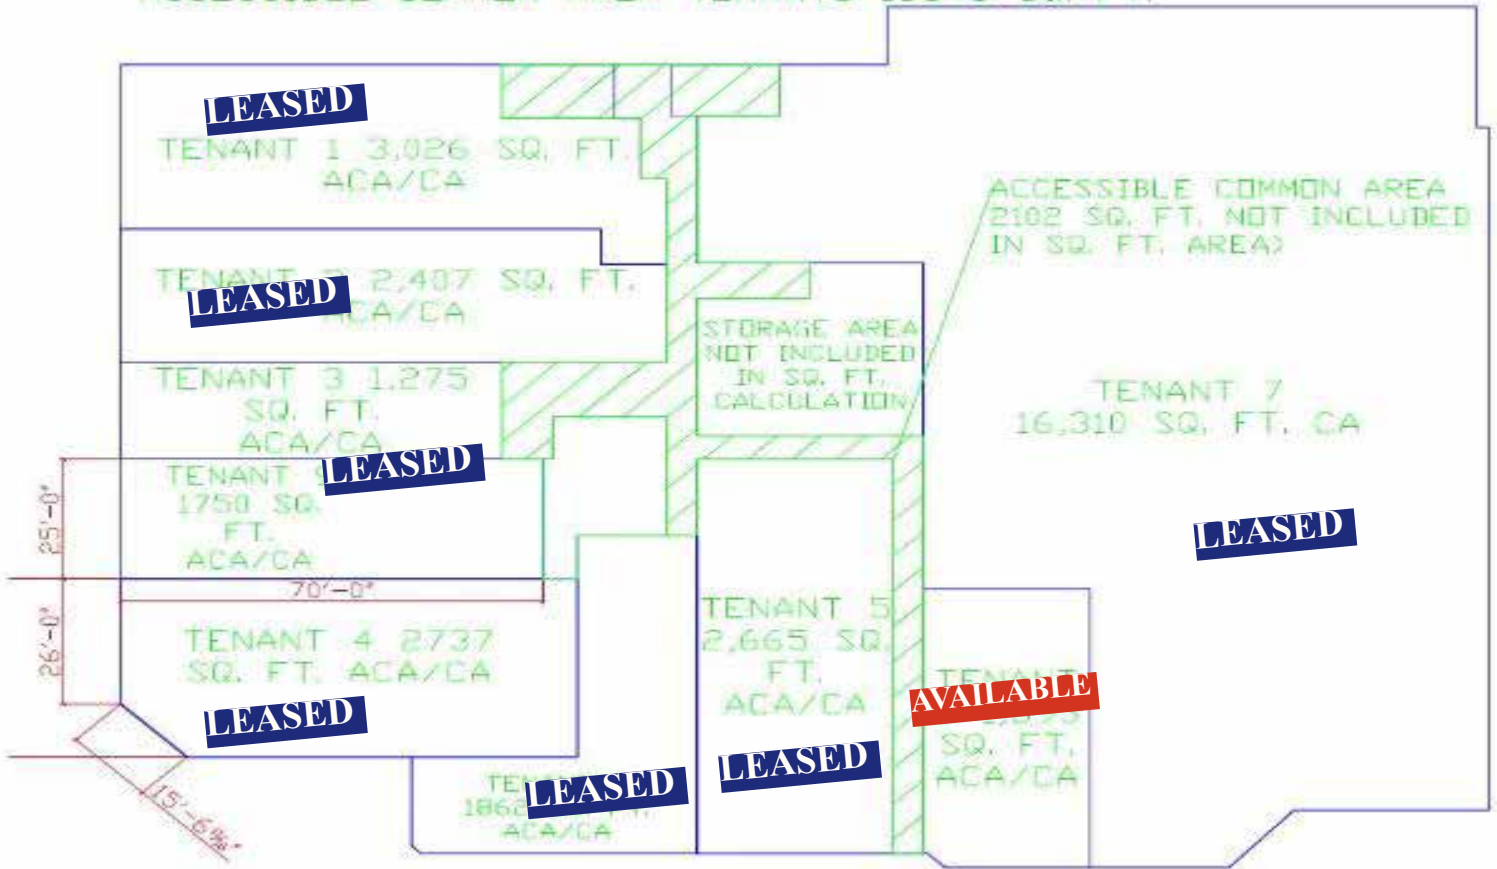 LEASED
TENANT 1 3,026 SQ. FT.
ACA/CA
TENANT 2,407 SQ. FT.
LEASED
ACA/CA
TENANT 3 1,275
SQ. FT.
ACA/CA
TENANT
LEASED
1750 SQ.
FT.
ACA/CA
25'-0"
70'-0"
26'-0"
TENANT 4 2737
SQ. FT. ACA/CA
LEASED
15'-6
LEASED
1862
ACA/CA
STORAGE AREA
NOT INCLUDED
IN SQ. FT.
CALCULATION
TENANT 5
2,665 SQ.
FT.
ACA/CA
LEASED
ACCESSIBLE COMMON AREA
2102 SQ. FT. NOT INCLUDED
IN SQ. FT. AREA)
TENANT 7
16,310 SQ. FT. CA
LEASED
TENANT
AVAILABLE
SQ. FT.
ACA/CA